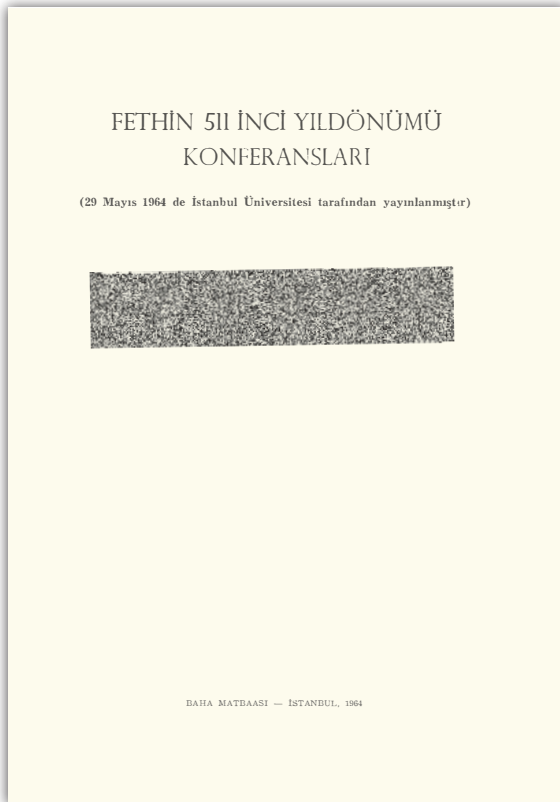 FETHİN 511 İNCİ YILDÖNÜMÜ
KONFERANSLARI
(29 Mayıs 1964 de İstanbul Üniversitesi tarafından yayınlanmıştır)
BAHA MATBAASI — İSTANBUL, 1964